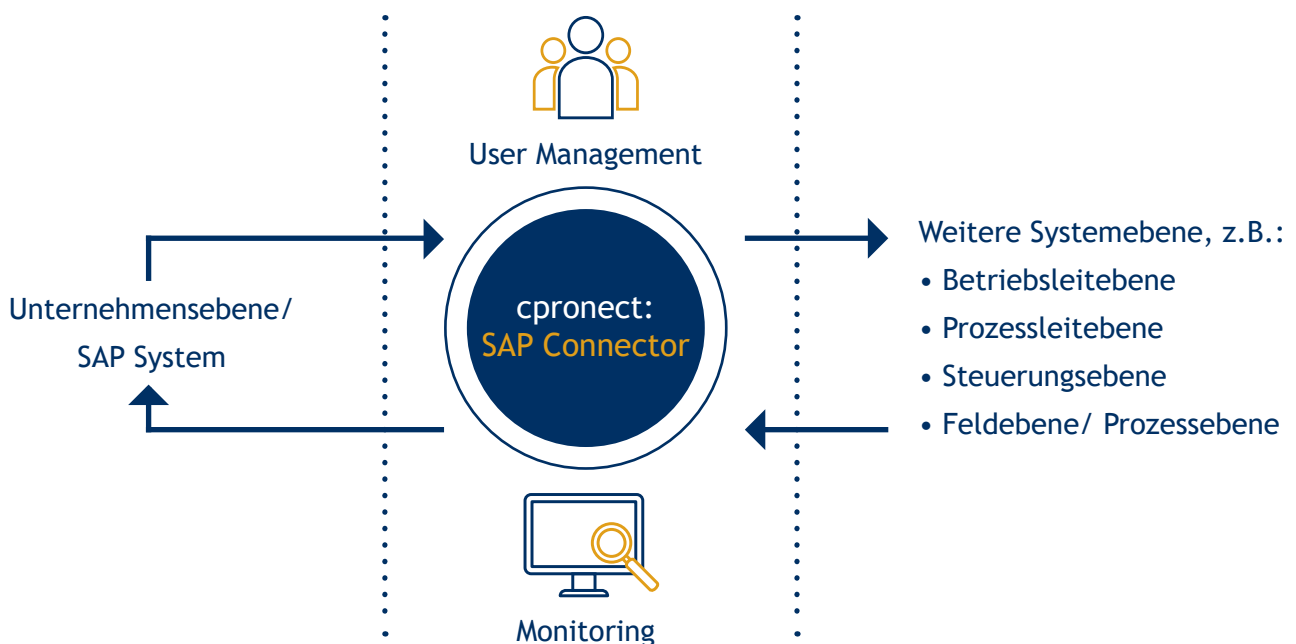 User Management
Unternehmensebene/
SAP System
cpronect:
SAP Connector
Weitere Systemebene, z.B.:
• Betriebsleitebene
• Prozessleitebene
• Steuerungsebene
• Feldebene/ Prozessebene
Monitoring